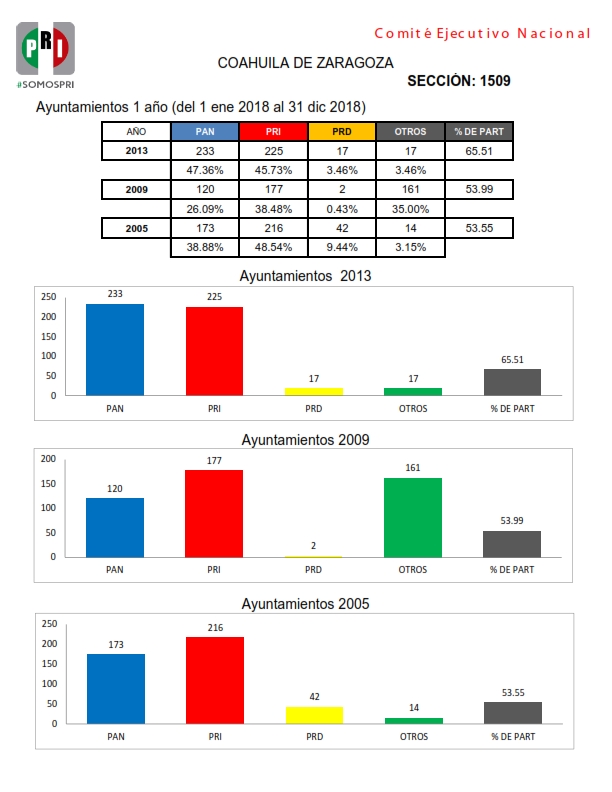 Comité Ejecutivo Nacional
PRI
#SOMOSPRI
COAHUILA DE ZARAGOZA
SECCIÓN: 1509
Ayuntamientos 1 año (del 1 ene 2018 al 31 dic 2018)
AÑO PAN PRI PRD OTROS % DE PART
2013 233 225 17 17 65.51
47.36% 45.73% 3.46% 3.46%
2009 120 177 2 161 53.99
26.09% 38.48% 0.43% 35.00%
2005 173 216 42 14 53.55
38.88% 48.54% 9.44% 3.15%
Ayuntamientos 2013
250
200
150
100
50
0
233 225 17 17 65.51
PAN PRI PRD OTROS % DE PART
Ayuntamientos 2009
200
150
100
50
0
120 177 2 161 53.99
PAN PRI PRD OTROS % DE PART
Ayuntamientos 2005
250
200
150
100
50
0
173 216 42 14 53.55
PAN PRI PRD OTROS % DE PART